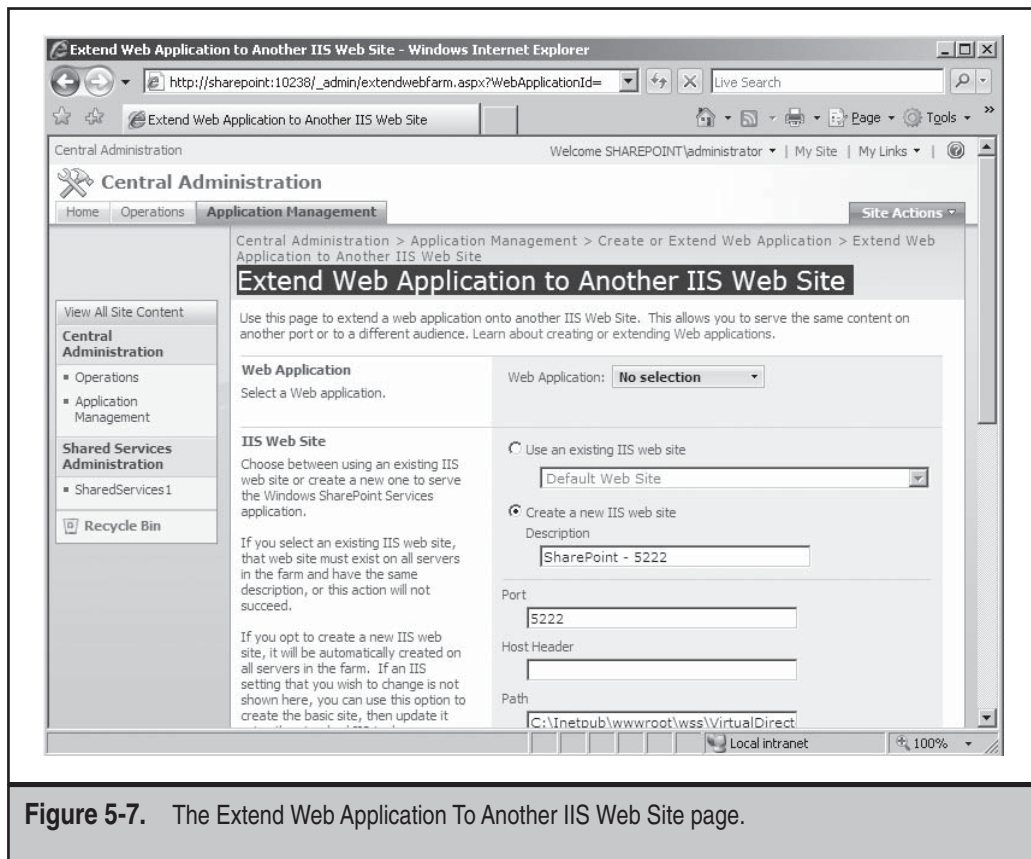 Extend Web Application to Another IIS Web Site - Windows Internet Explorer
http://sharepoint:10238/_admin/extendwebfarm.aspx?WebApplicationId=
Live Search
Extend Web Application to Another IIS Web Site
Page
Tools
Central Administration
Welcome SHAREPOINT\administrator
My Site
My Links
Central Administration
Home
Operations
Application Management
Site Actions
Central Administration > Application Management > Create or Extend Web Application > Extend Web
Application to Another IIS Web Site
Extend Web Application to Another IIS Web Site
View All Site Content
Central
Administration
Operations
Application
Management
Shared Services
Administration
SharedServices1
Recycle Bin
Use this page to extend a web application onto another IIS Web Site. This allows you to serve the same content on
another port or to a different audience. Learn about creating or extending Web applications.
Web Application
Select a Web application.
Web Application: No selection
IIS Web Site
Choose between using an existing IIS
web site or create a new one to serve
the Windows SharePoint Services
application.
If you select an existing IIS web site,
that web site must exist on all servers
in the farm and have the same
description, or this action will not
succeed.
If you opt to create a new IIS web
site, it will be automatically created on
all servers in the farm. If an IIS
setting that you wish to change is not
shown here, you can use this option to
create the basic site, then update it
Use an existing IIS web site
Default Web Site
Create a new IIS web site
Description
SharePoint - 5222
Port
5222
Host Header
Path
C:\Inetpub\wwwroot\wss\VirtualDirect
Local intranet
100%
Figure 5-7. The Extend Web Application To Another IIS Web Site page.